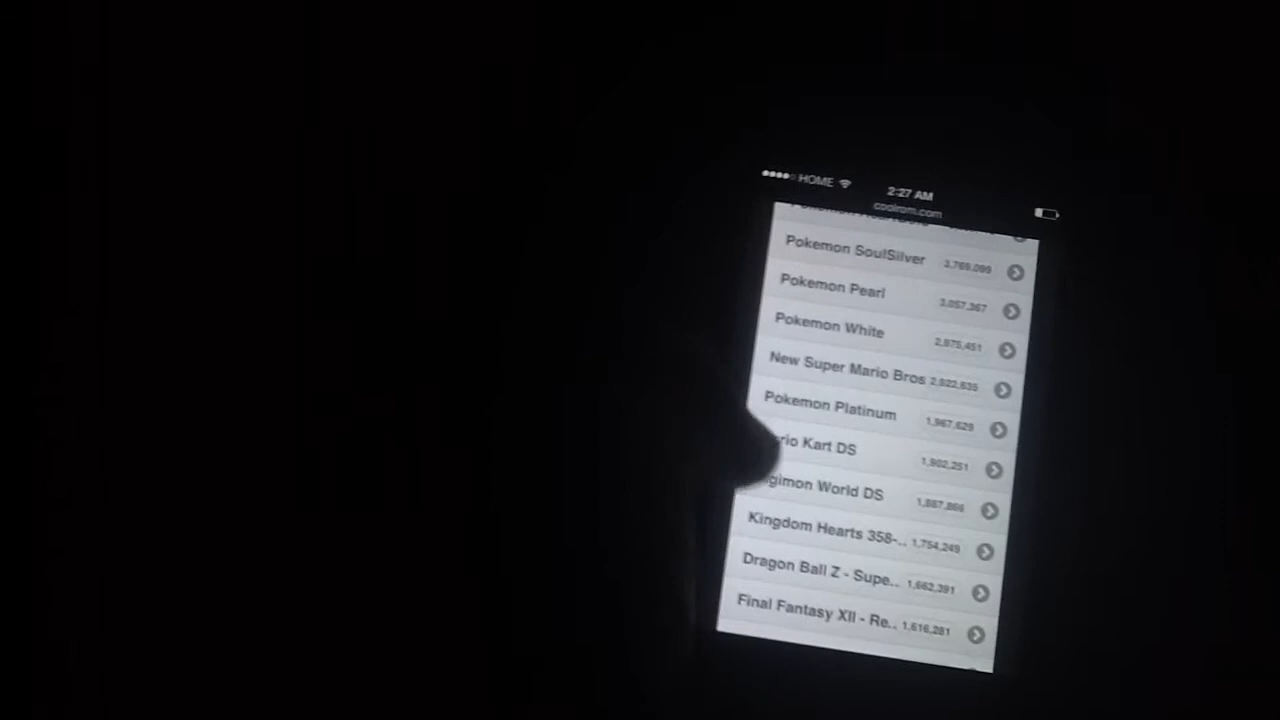 HOME 2:27 AM
coolrom.com
Pokemon SoulSilver 3,769,099
Pokemon Pearl 3,057,367
Pokemon White 2,975,451
New Super Mario Bros 2,822,635
Pokemon Platinum 1,967,629
rio Kart DS 1,902,251
gimon World DS 1,887,866
Kingdom Hearts 358-.. 1,754,249
Dragon Ball Z - Supe.. 1,662,391
Final Fantasy XII - Re.. 1,616,281